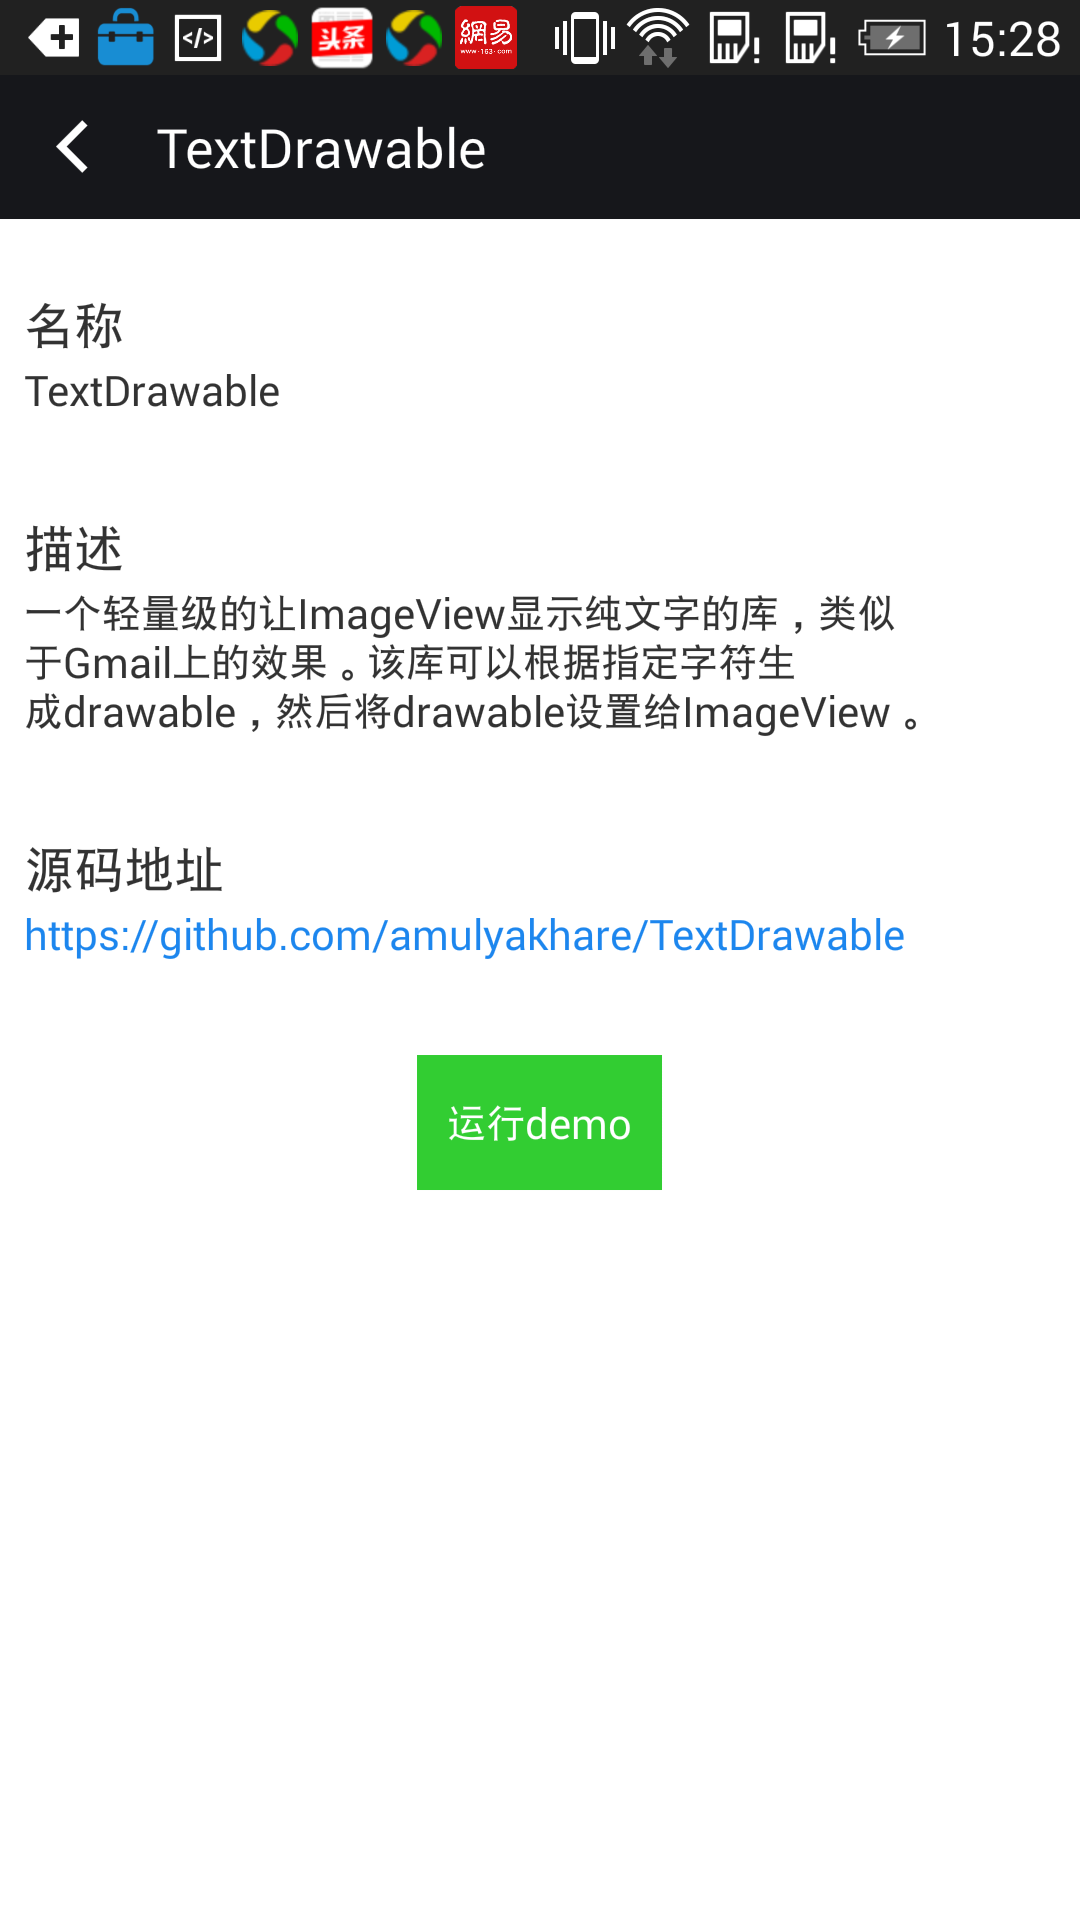 </>
头条
網易
www·163·com
15:28
TextDrawable
名称
TextDrawable
描述
一个轻量级的让ImageView显示纯文字的库，类似
于Gmail上的效果。该库可以根据指定字符生
成drawable，然后将drawable设置给ImageView。
源码地址
https://github.com/amulyakhare/TextDrawable
运行demo